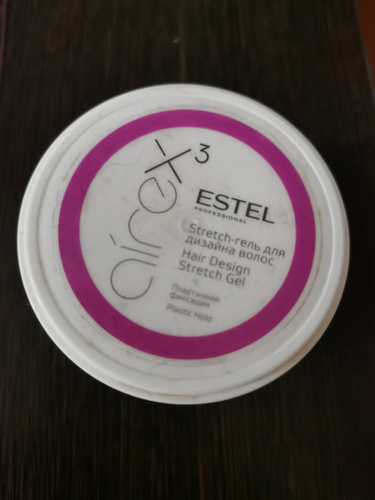 airex 3
ESTEL
PROFESSIONAL
Stretch-гель для
дизайна волос
Hair Design
Stretch Gel
Пластичная
фиксация
Plastic Hold